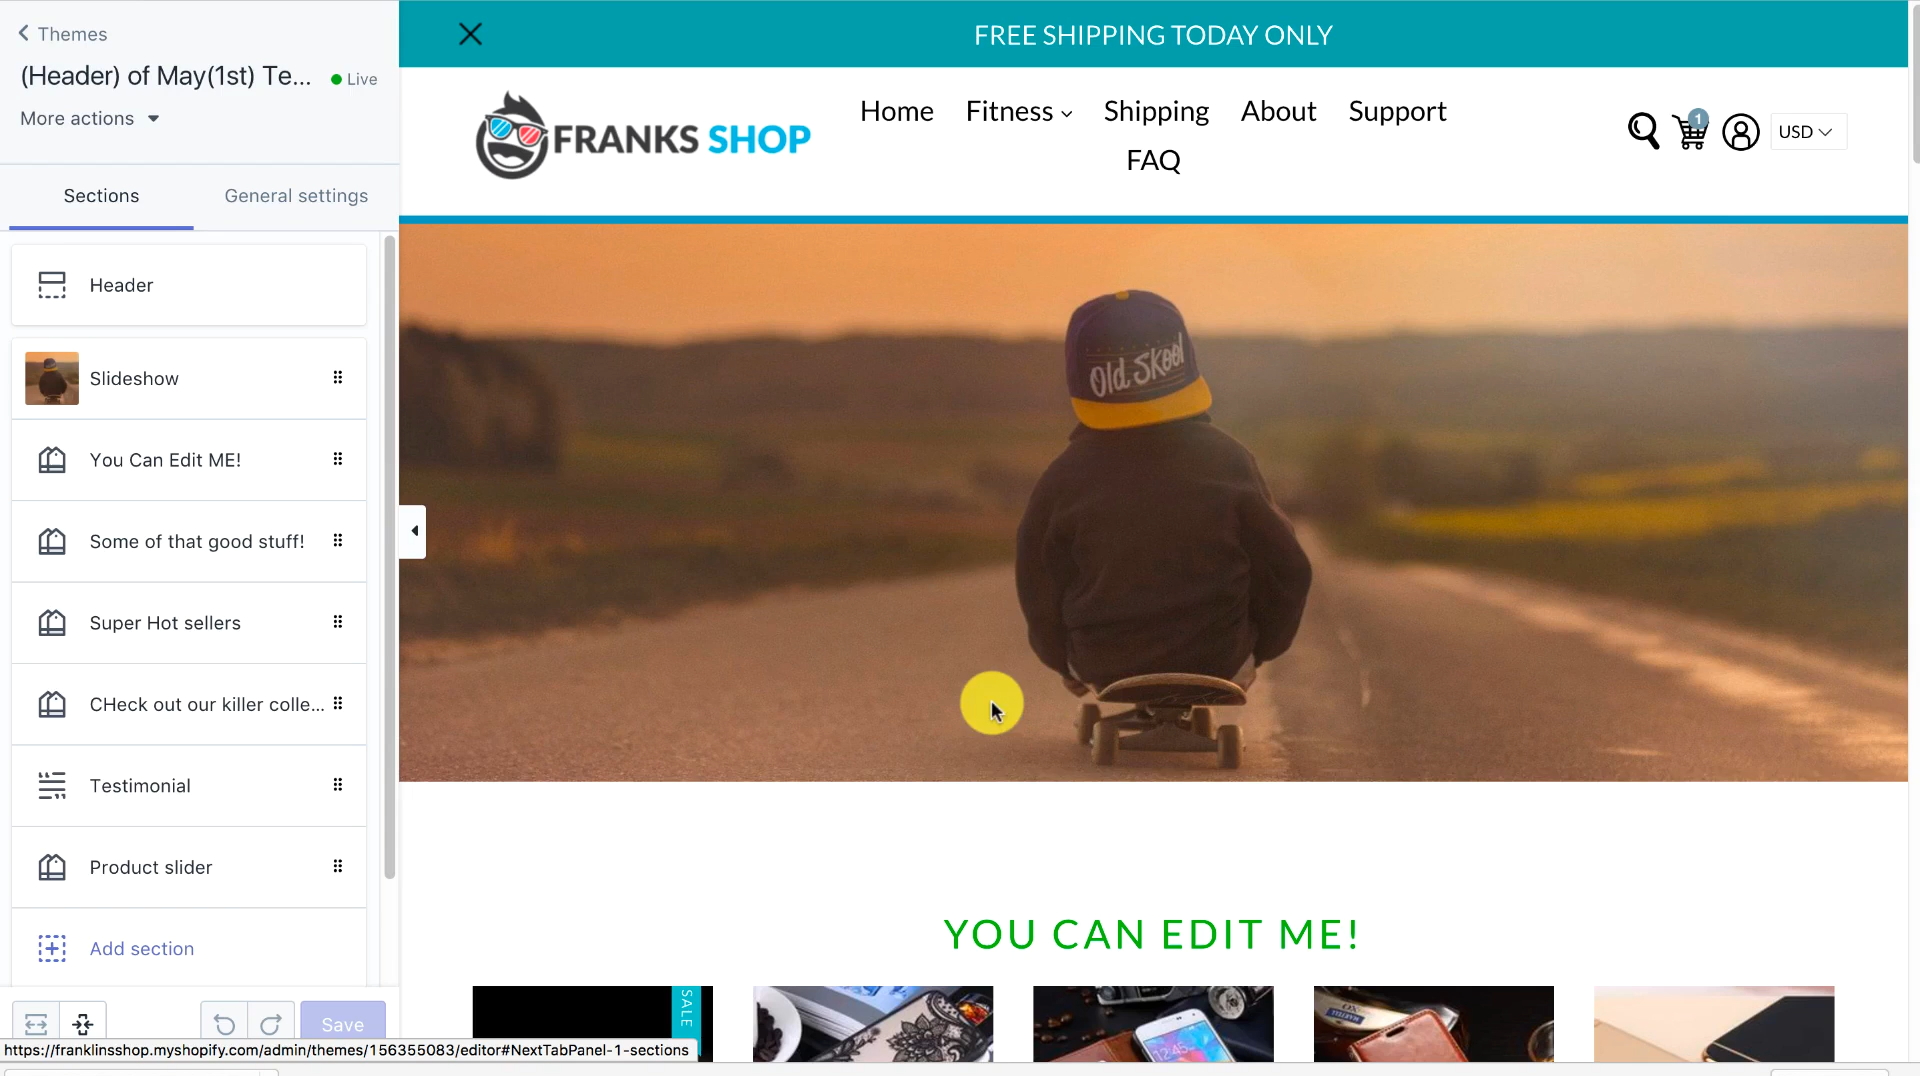 Themes
(Header) of May(1st) Te...
Live
More actions
Sections
General settings
Header
Slideshow
You Can Edit ME!
Some of that good stuff!
Super Hot sellers
CHeck out our killer colle...
Testimonial
Product slider
Add section
Save
https://franklinsshop.myshopify.com/admin/themes/156355083/editor#NextTabPanel-1-sections
FREE SHIPPING TODAY ONLY
FRANKS SHOP
Home
Fitness
Shipping
About
Support
FAQ
1
USD
Old Skool
YOU CAN EDIT ME!
SALE
12:45